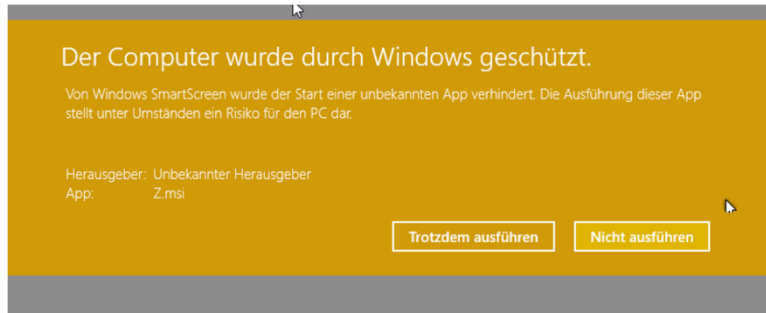 Der Computer wurde durch Windows geschützt.
Von Windows SmartScreen wurde der Start einer unbekannten App verhindert. Die Ausführung dieser App
stellt unter Umständen ein Risiko für den PC dar.
Herausgeber: Unbekannter Herausgeber
App: Z.msi
Trotzdem ausführen Nicht ausführen